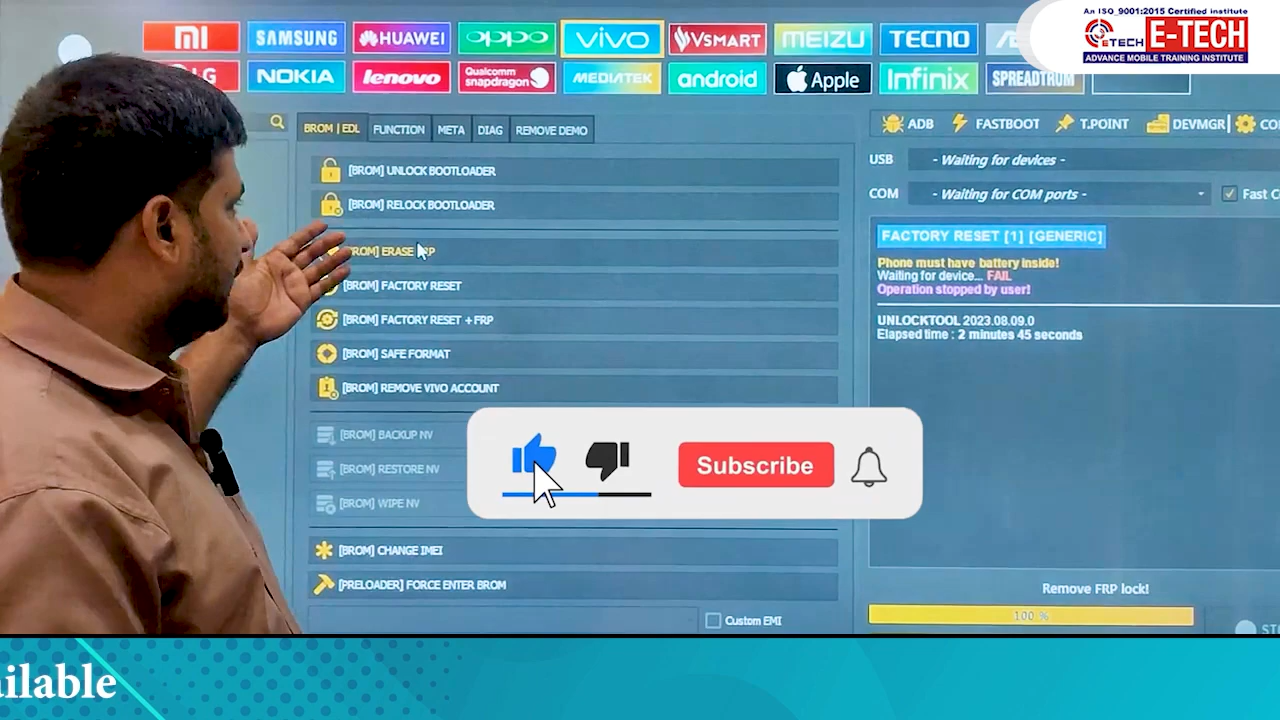 An ISO_9001:2015 Certified institute
ETECH E-TECH
ADVANCE MOBILE TRAINING INSTITUTE
mi SAMSUNG HUAWEI oppo vivo VSMART MEIZU TECNO
LG NOKIA lenovo Qualcomm snapdragon MEDIATEK android Apple Infinix SPREADTRUM
BROM | EDL FUNCTION META DIAG REMOVE DEMO
ADB FASTBOOT T.POINT DEVMGR
[BROM] UNLOCK BOOTLOADER
[BROM] RELOCK BOOTLOADER
BROM] ERASE
[BROM] FACTORY RESET
[BROM] FACTORY RESET + FRP
[BROM] SAFE FORMAT
[BROM] REMOVE VIVO ACCOUNT
[BROM] BACKUP NV
[BROM] RESTORE NV
[BROM] WIPE NV
[BROM] CHANGE IMEI
[PRELOADER] FORCE ENTER BROM
Custom EMI
USB - Waiting for devices -
COM - Waiting for COM ports - Fast
FACTORY RESET [1] [GENERIC]
Phone must have battery inside!
Waiting for device... FAIL
Operation stopped by user!
UNLOCKTOOL 2023.08.09.0
Elapsed time : 2 minutes 45 seconds
Remove FRP lock!
100 %
Subscribe
ilable